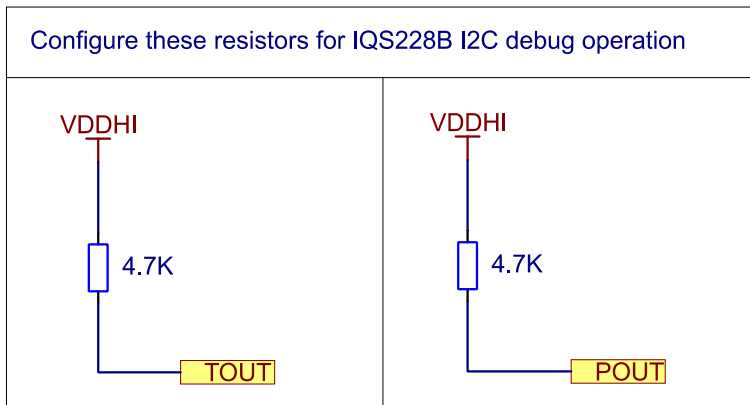 Configure these resistors for IQS228B I2C debug operation
VDDHI
4.7K
TOUT
VDDHI
4.7K
POUT